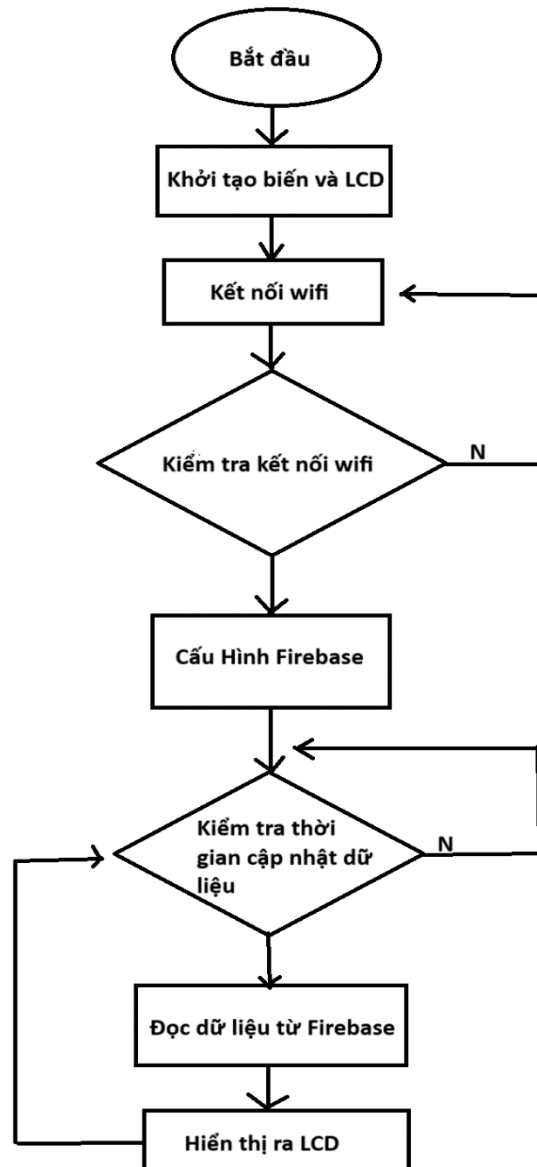 Bắt đầu
Khởi tạo biến và LCD
Kết nối wifi
Kiểm tra kết nối wifi
N
Cấu Hình Firebase
Kiểm tra thời
gian cập nhật dữ
liệu
N
Đọc dữ liệu từ Firebase
Hiển thị ra LCD